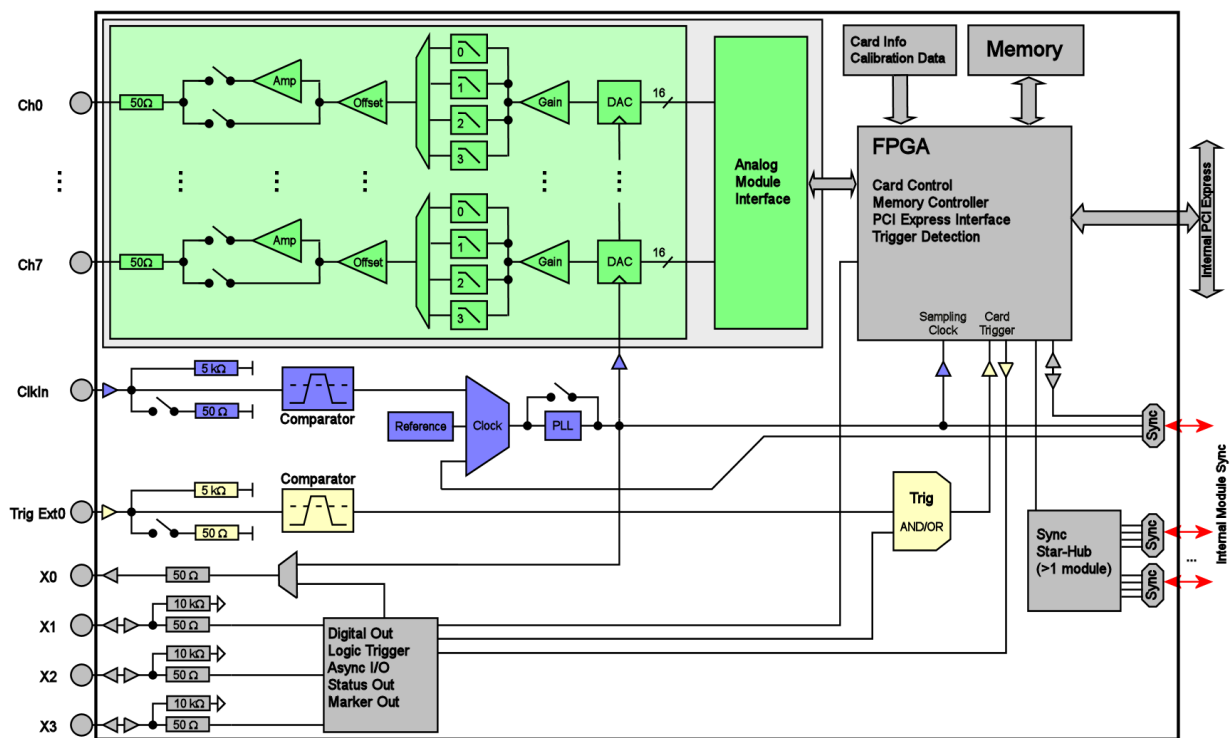 Card Info
Calibration Data
Memory
Ch0
50Ω
Amp
Offset
0
1
2
3
Gain
DAC
16
Analog
Module
Interface
FPGA
Card Control
Memory Controller
PCI Express Interface
Trigger Detection
Sampling
Clock
Card
Trigger
Internal PCI Express
⋮
⋮
⋮
⋮
⋮
Ch7
50Ω
Amp
Offset
0
1
2
3
Gain
DAC
16
ClkIn
5 kΩ
50 Ω
Comparator
Reference
Clock
PLL
Sync
Internal Module Sync
Trig Ext0
5 kΩ
50 Ω
Comparator
Trig
AND/OR
Sync
Star-Hub
(>1 module)
Sync
...
Sync
X0
50 Ω
X1
10 kΩ
50 Ω
X2
10 kΩ
50 Ω
X3
10 kΩ
50 Ω
Digital Out
Logic Trigger
Async I/O
Status Out
Marker Out